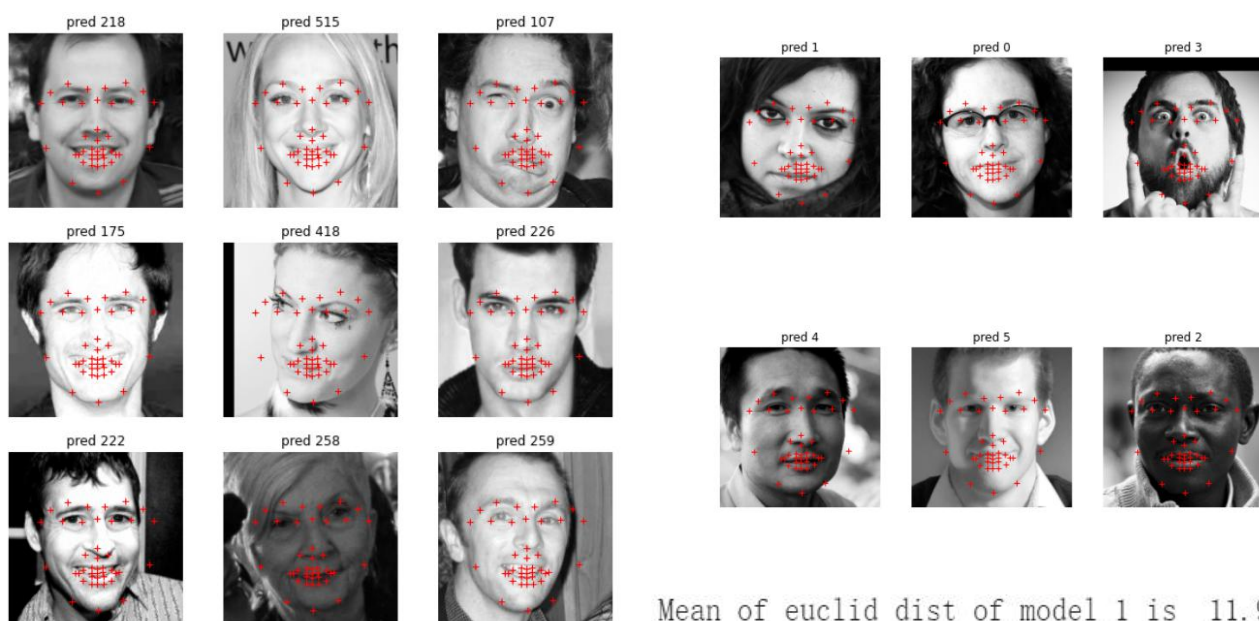 pred 218
pred 515
pred 107
pred 175
pred 418
pred 226
pred 222
pred 258
pred 259
pred 1
pred 0
pred 3
pred 4
pred 5
pred 2
Mean of euclid dist of model 1 is 11.